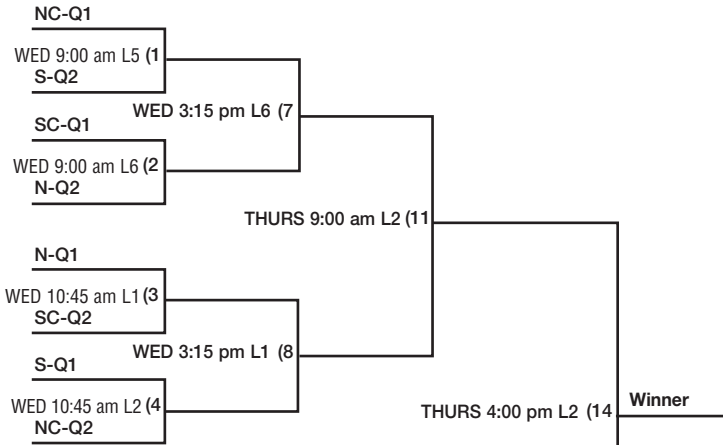 NC-Q1
WED 9:00 am L5 (1
S-Q2
WED 3:15 pm L6 (7
SC-Q1
WED 9:00 am L6 (2
N-Q2
THURS 9:00 am L2 (11
N-Q1
WED 10:45 am L1 (3
SC-Q2
WED 3:15 pm L1 (8
S-Q1
WED 10:45 am L2 (4
NC-Q2
THURS 4:00 pm L2 (14
Winner